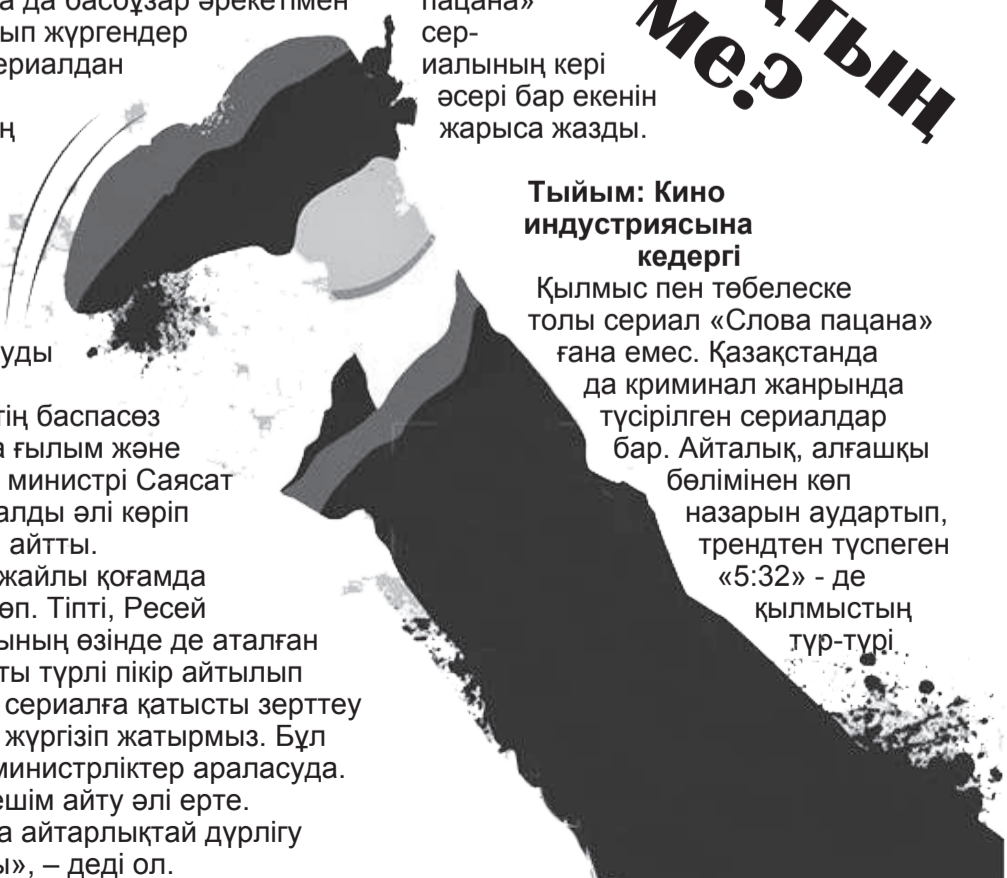 а да басбұзар әрекетімен
ып жүргендер
ериалдан
ң
уды
тің баспасөз
а ғылым және
министрі Саясат
алды әлі көріп
айтты.
жайлы қоғамда
өп. Тіпті, Ресей
ының өзінде де аталған
ты түрлі пікір айтылып
сериалға қатысты зерттеу
жүргізіп жатырмыз. Бұл
министрліктер араласуда.
ешім айту әлі ерте.
а айтарлықтай дүрлігу
ы», – деді ол.
пацана»
сер-
иалының кері
әсері бар екенін
жарыса жазды.
Тыйым: Кино
индустриясына
кедергі
Қылмыс пен төбелеске
толы сериал «Слова пацана»
ғана емес. Қазақстанда
да криминал жанрында
түсірілген сериалдар
бар. Айталық, алғашқы
бөлімінен көп
назарын аудартып,
трендтен түспеген
«5:32» - де
қылмыстың
түр-түрі
қтың
ме?